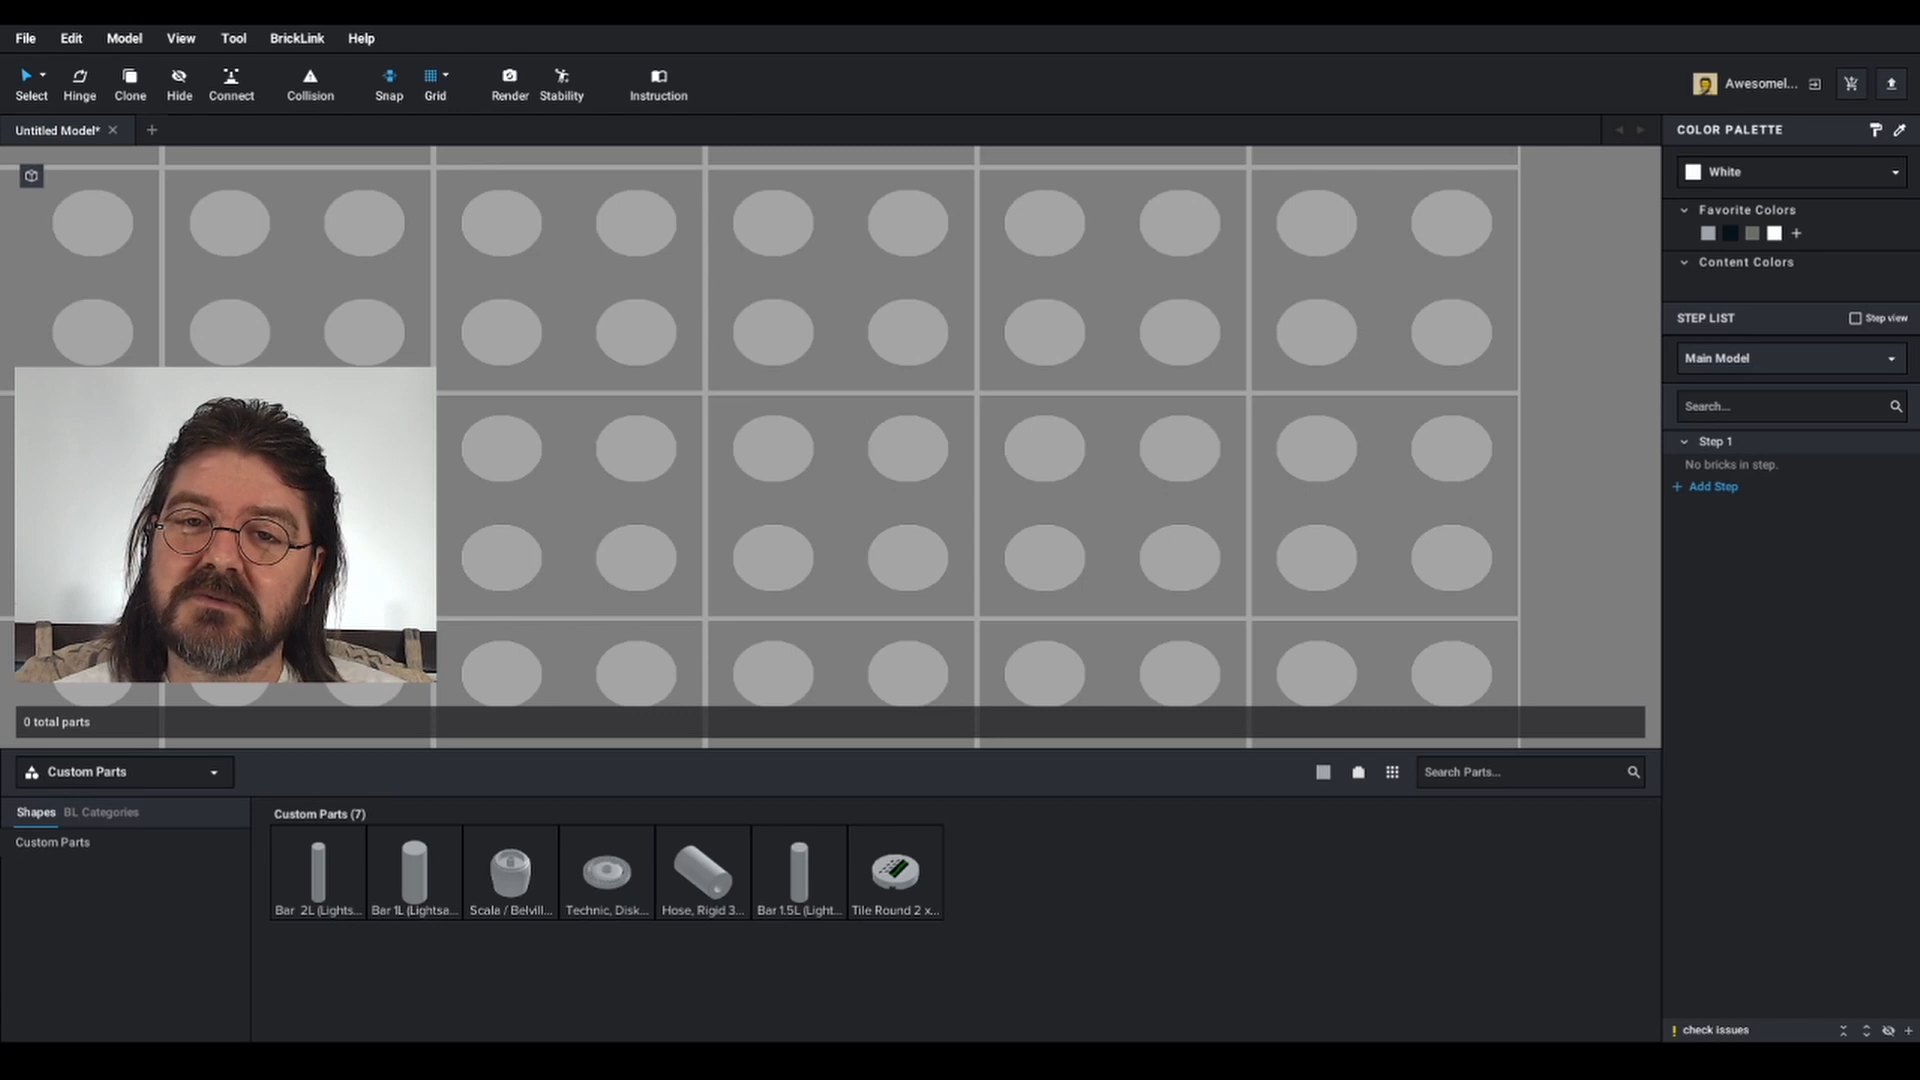 File Edit Model View Tool BrickLink Help
Select Hinge Clone Hide Connect Collision Snap Grid Render Stability Instruction
Awesomel...
Untitled Model*
COLOR PALETTE
White
Favorite Colors
Content Colors
STEP LIST
Step view
Main Model
Search...
Step 1
No bricks in step.
+ Add Step
0 total parts
Custom Parts
Search Parts...
Shapes BL Categories
Custom Parts
Custom Parts (7)
Bar 2L (Lights...
Bar 1L (Lightsa...
Scala / Belvill...
Technic, Disk...
Hose, Rigid 3...
Bar 1.5L (Light...
Tile Round 2 x...
check issues